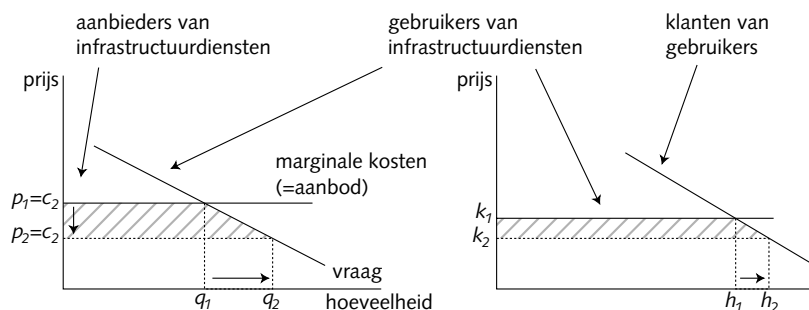 aanbieders van
infrastructuurdiensten
gebruikers van
infrastructuurdiensten
klanten van
gebruikers
prijs
marginale kosten
(=aanbod)
p1=c2
p2=c2
vraag
q1
q2
hoeveelheid
prijs
k1
k2
h1
h2